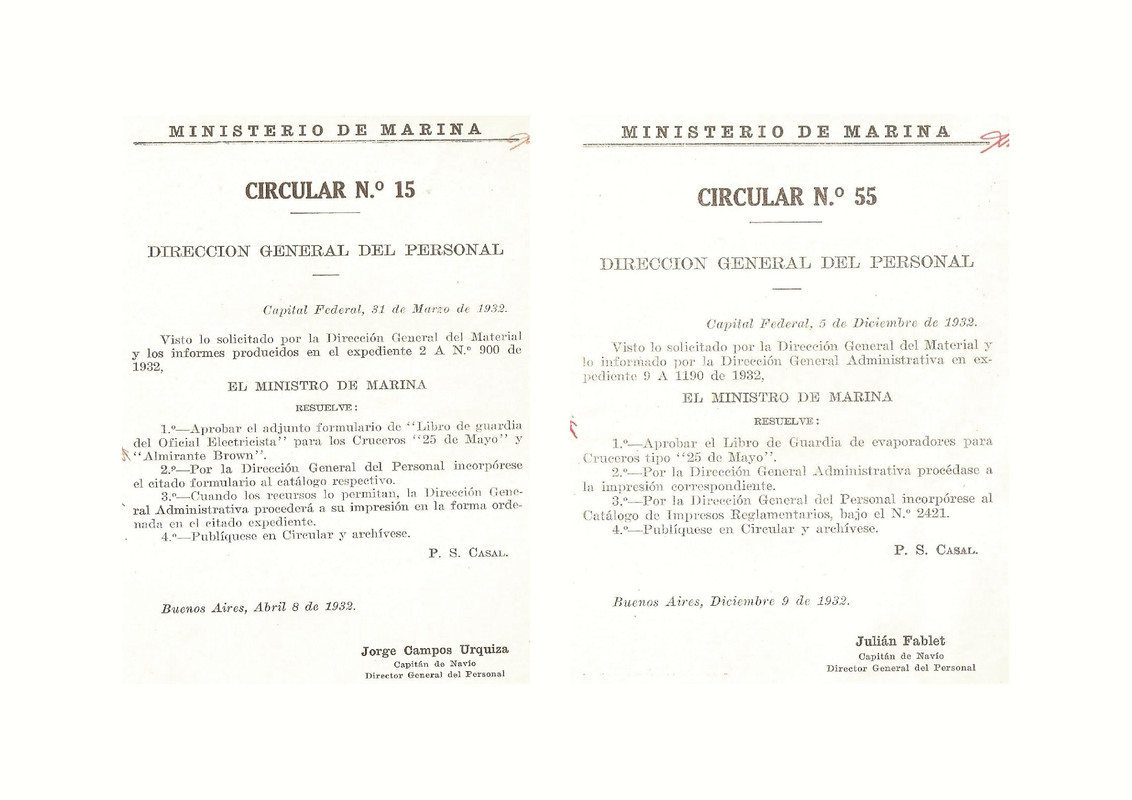 MINISTERIO DE MARINA
CIRCULAR N.º 15
DIRECCION GENERAL DEL PERSONAL
Capital Federal, 31 de Marzo de 1932.
Visto lo solicitado por la Dirección General del Material
y los informes producidos en el expediente 2 A N.º 900 de
1932,
EL MINISTRO DE MARINA
RESUELVE:
1.º—Aprobar el adjunto formulario de “Libro de guardia
del Oficial Electricista” para los Cruceros “25 de Mayo” y
“Almirante Brown”.
2.º—Por la Dirección General del Personal incorpórese
el citado formulario al catálogo respectivo.
3.º—Cuando los recursos lo permitan, la Dirección Gene-
ral Administrativa procederá a su impresión en la forma orde-
nada en el citado expediente.
4.º—Publíquese en Circular y archívese.
P. S. CASAL.
Buenos Aires, Abril 8 de 1932.
Jorge Campos Urquiza
Capitán de Navío
Director General del Personal
MINISTERIO DE MARINA
CIRCULAR N.º 55
DIRECCION GENERAL DEL PERSONAL
Capital Federal, 5 de Diciembre de 1932.
Visto lo solicitado por la Dirección General del Material y
lo informado por la Dirección General Administrativa en ex-
pediente 9 A 1190 de 1932,
EL MINISTRO DE MARINA
RESUELVE:
1.º—Aprobar el Libro de Guardia de evaporadores para
Cruceros tipo “25 de Mayo”.
2.º—Por la Dirección General Administrativa procédase a
la impresión correspondiente.
3.º—Por la Dirección General del Personal incorpórese al
Catálogo de Impresos Reglamentarios, bajo el N.º 2421.
4.º—Publíquese en Circular y archívese.
P. S. CASAL.
Buenos Aires, Diciembre 9 de 1932.
Julián Fablet
Capitán de Navío
Director General del Personal